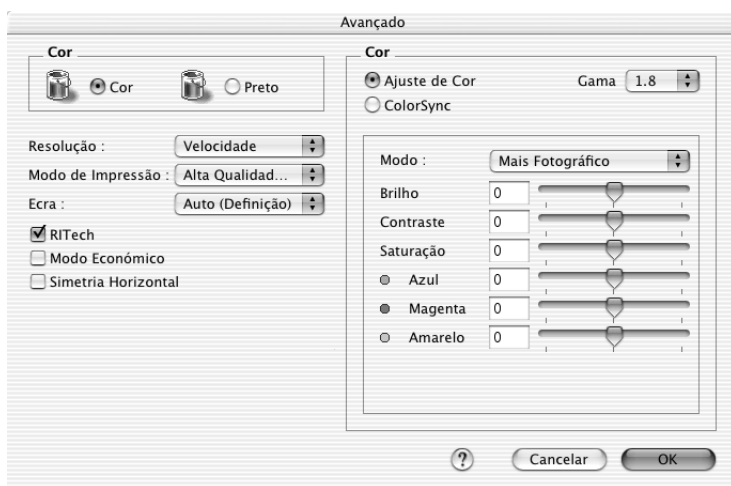 Avançado
Cor
Cor
Preto
Resolução : Velocidade
Modo de Impressão : Alta Qualidad...
Ecra : Auto (Definição)
RITech
Modo Económico
Simetria Horizontal
Cor
Ajuste de Cor
Gama 1.8
ColorSync
Modo : Mais Fotográfico
Brilho 0
Contraste 0
Saturação 0
Azul 0
Magenta 0
Amarelo 0
?
Cancelar
OK